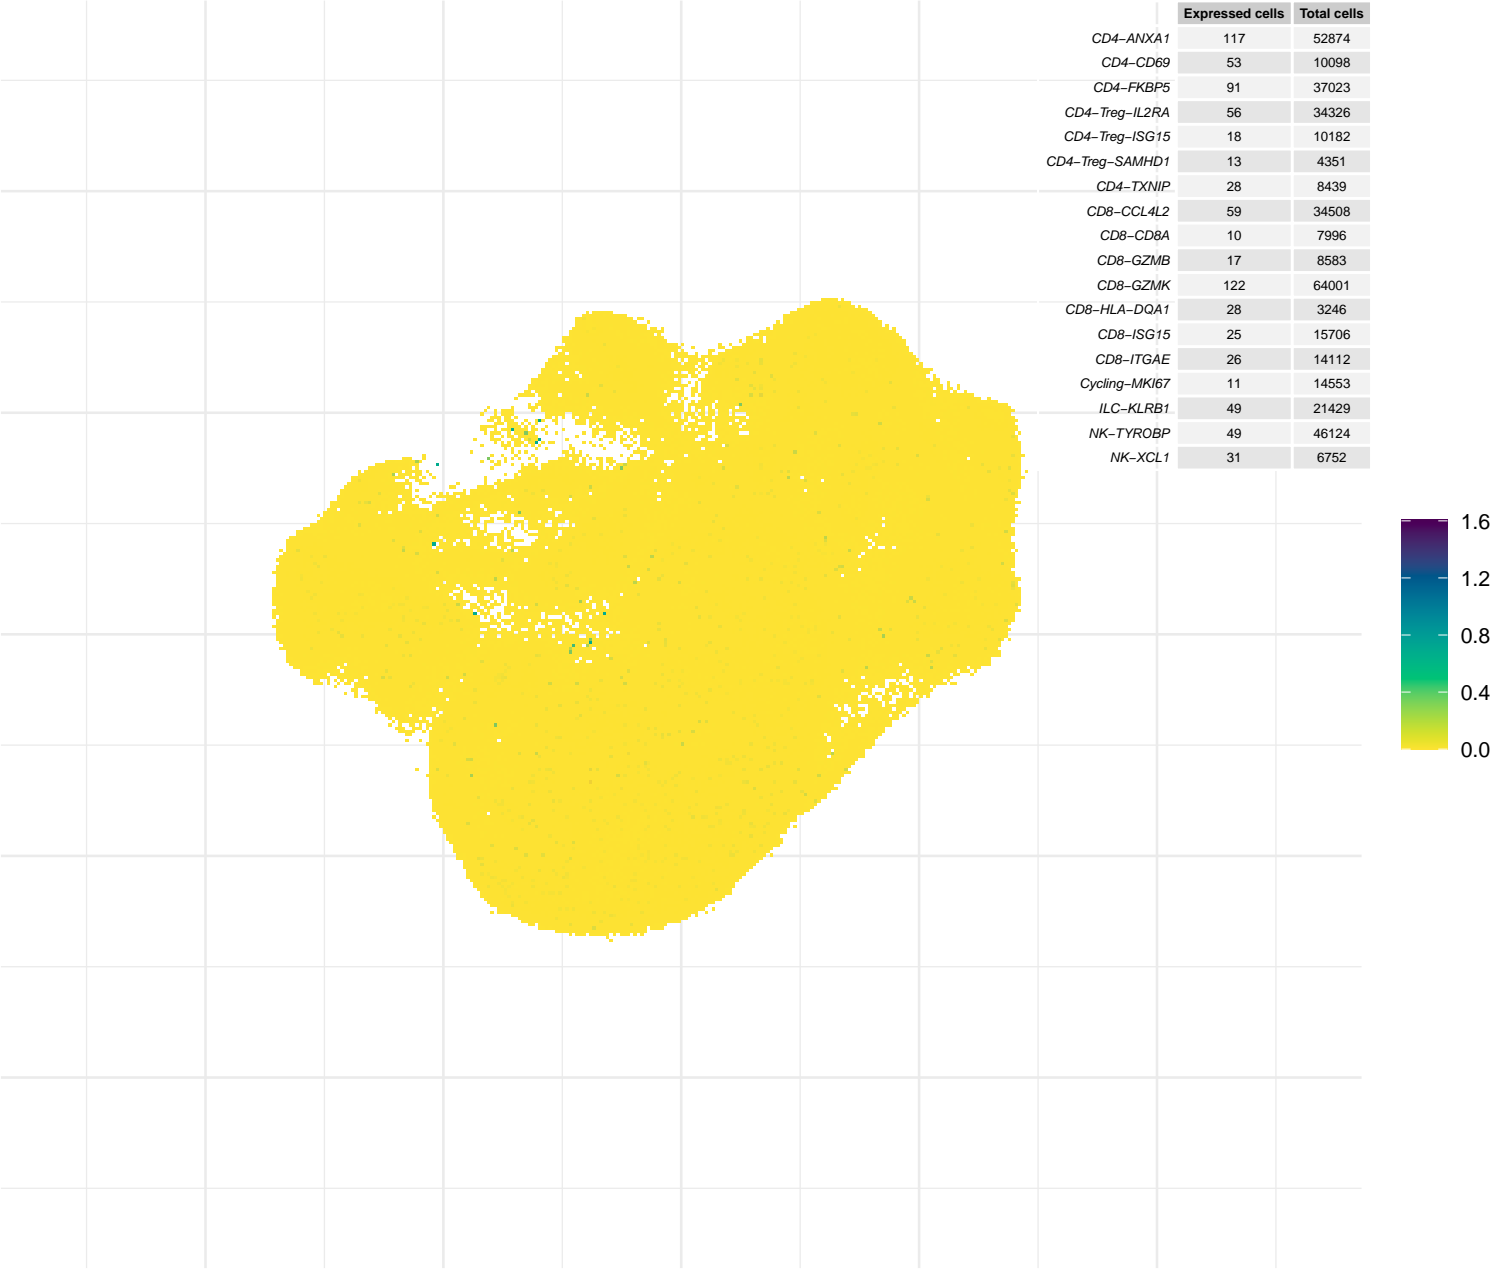 Expressed cells Total cells
CD4−ANXA1 117 52874
CD4−CD69 53 10098
CD4−FKBP5 91 37023
CD4−Treg−IL2RA 56 34326
CD4−Treg−ISG15 18 10182
CD4−Treg−SAMHD1 13 4351
CD4−TXNIP 28 8439
CD8−CCL4L2 59 34508
CD8−CD8A 10 7996
CD8−GZMB 17 8583
CD8−GZMK 122 64001
CD8−HLA−DQA1 28 3246
CD8−ISG15 25 15706
CD8−ITGAE 26 14112
Cycling−MKI67 11 14553
ILC−KLRB1 49 21429
NK−TYROBP 49 46124
NK−XCL1 31 6752
1.6
1.2
0.8
0.4
0.0